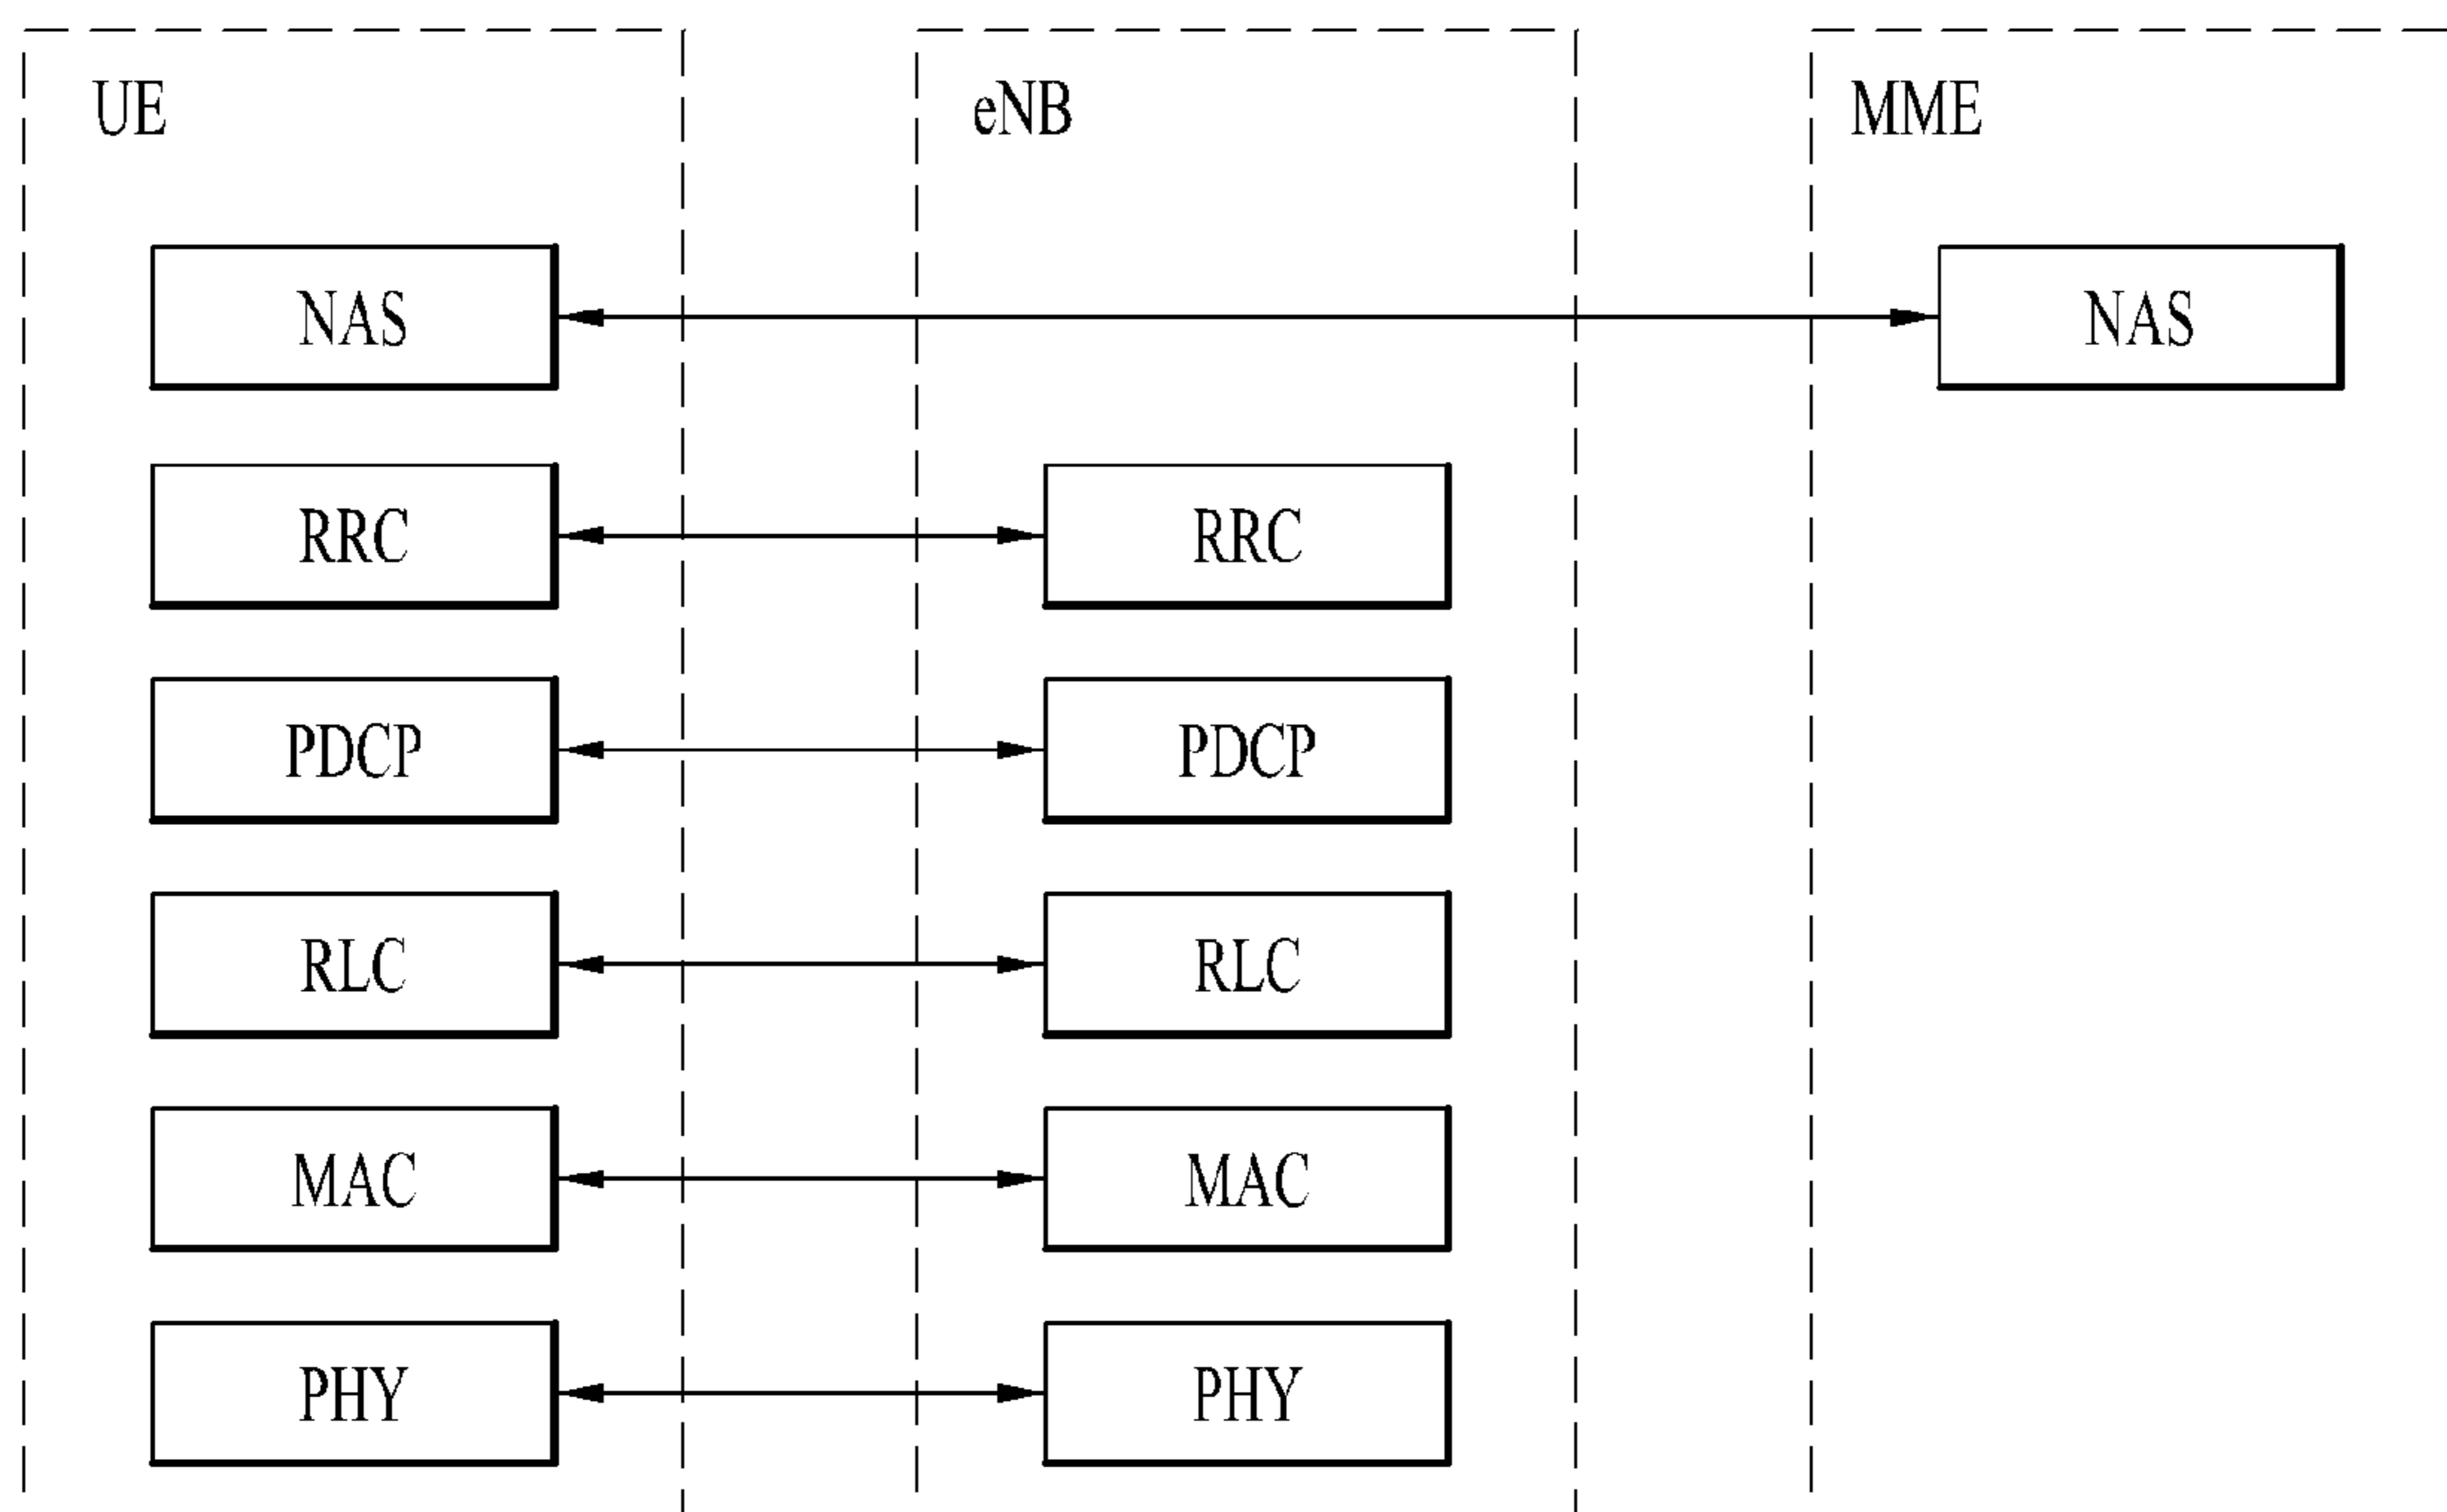 UE
eNB
MME
NAS
NAS
RRC
RRC
PDCP
PDCP
RLC
RLC
MAC
MAC
PHY
PHY